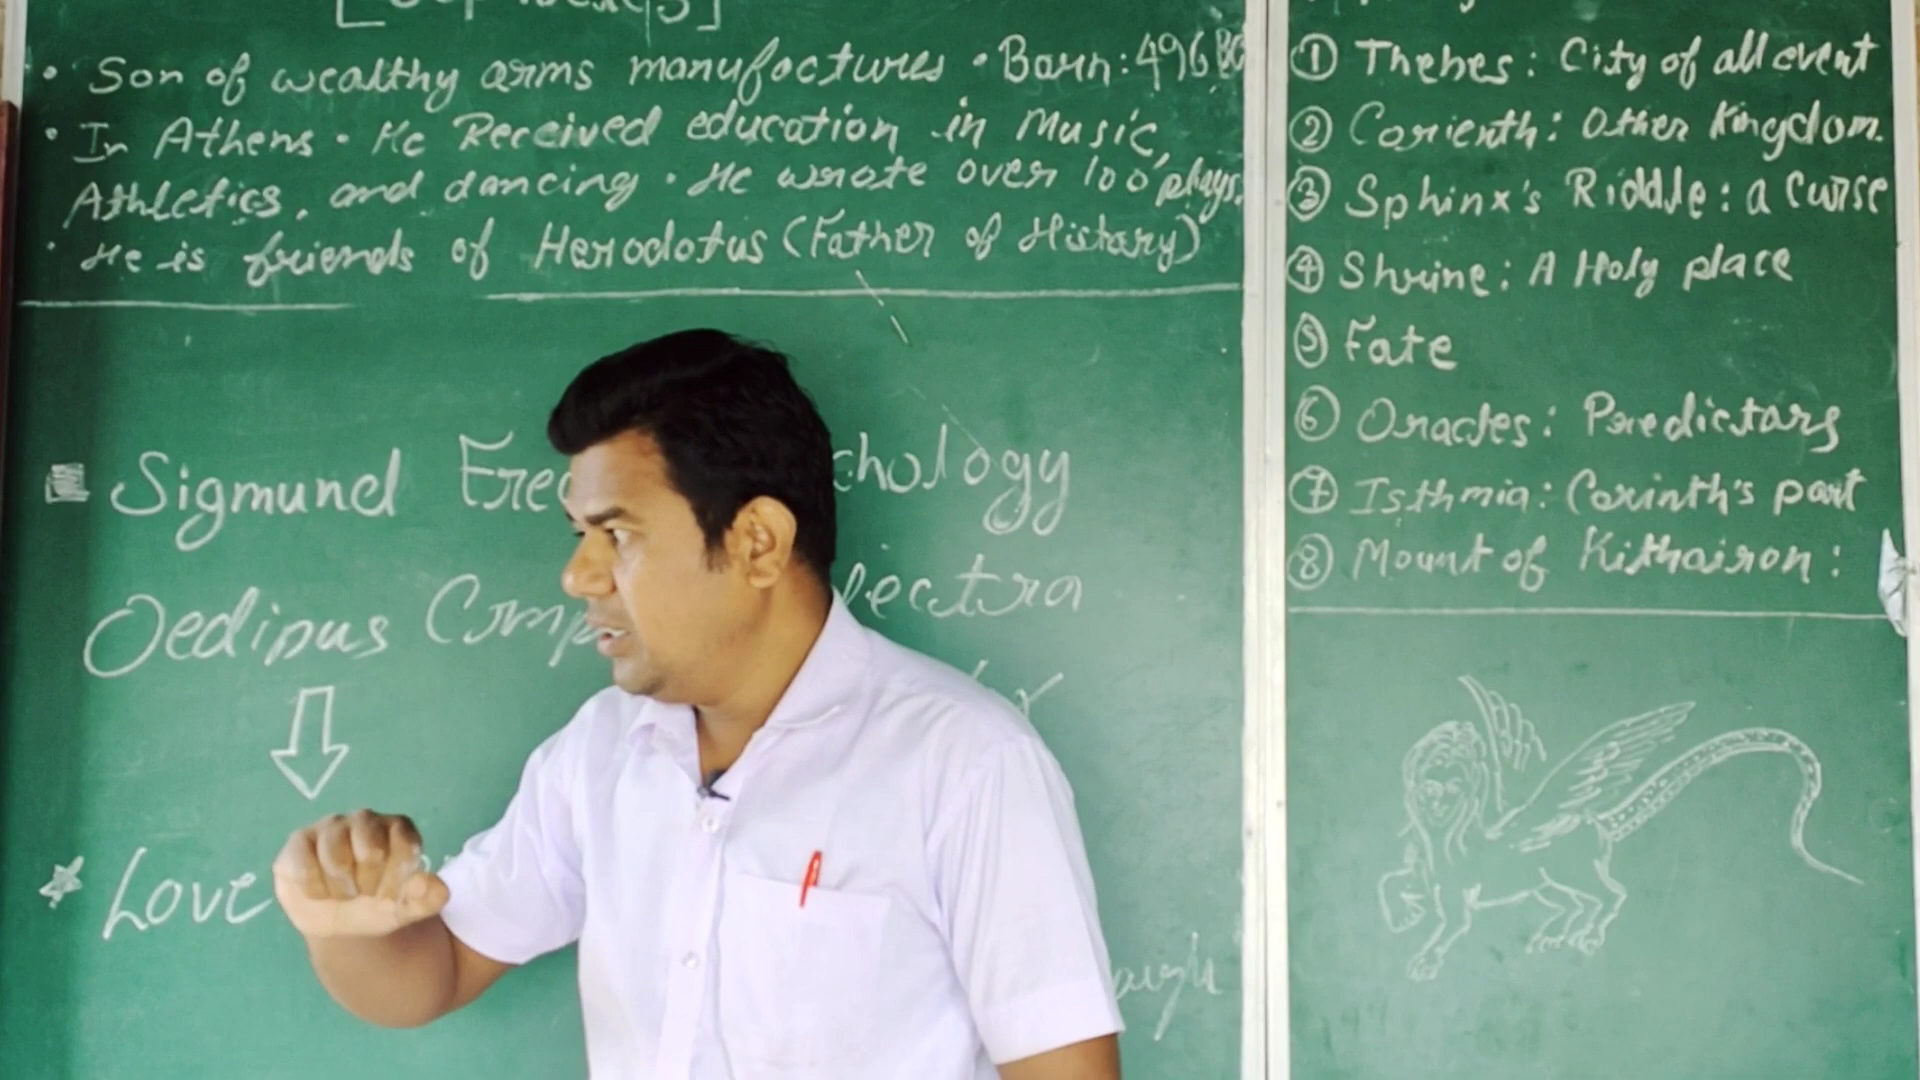 • Son of wealthy arms manufactures • Born: 496 BC
• In Athens. He Received education in Music,
Athletics, and dancing. He wrote over 100 plays.
• He is friends of Herodotus (Father of History)
Sigmund
Oedipus
Love
① Thebes: City of all event
② Corienth: Other Kingdom.
③ Sphinx's Riddle: a curse
④ Shrine: A Holy place
⑤ Fate
⑥ Oracles: Predictors
⑦ Isthmia: Corinth's part
⑧ Mount of Kithairon: